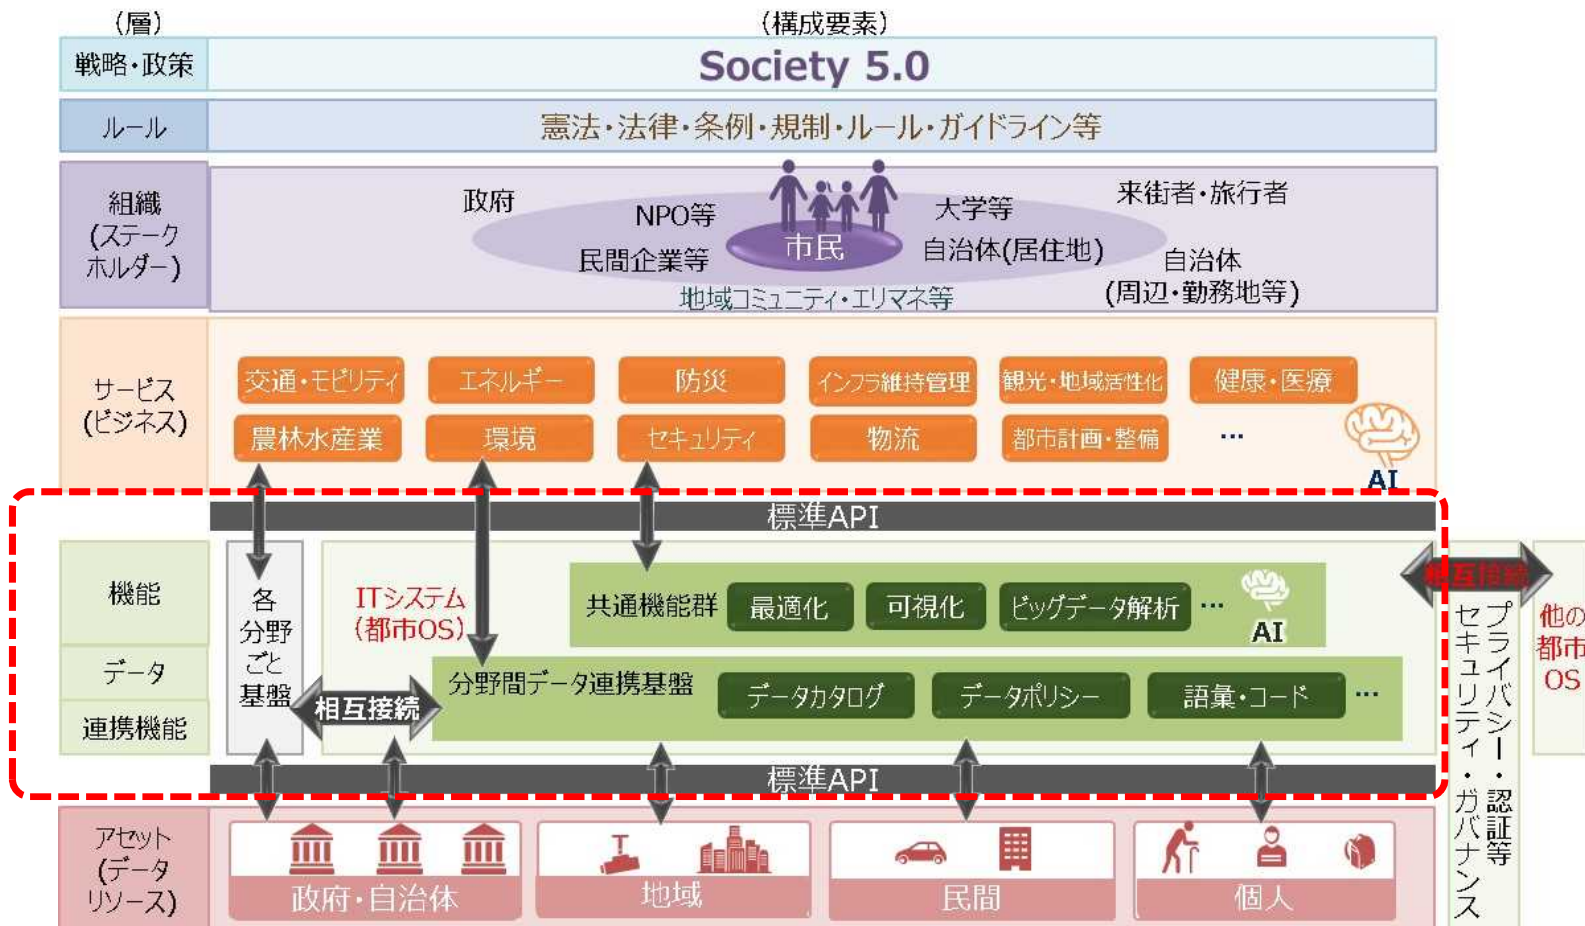 (層)
(構成要素)
戦略・政策
Society 5.0
ルール
憲法・法律・条例・規制・ルール・ガイドライン等
組織
(ステーク
ホルダー)
政府
NPO等
民間企業等
市民
大学等
自治体(居住地)
来街者・旅行者
自治体
(周辺・勤務地等)
地域コミュニティ・エリマネ等
サービス
(ビジネス)
交通・モビリティ
エネルギー
防災
インフラ維持管理
観光・地域活性化
健康・医療
農林水産業
環境
セキュリティ
物流
都市計画・整備
…
AI
標準API
機能
データ
連携機能
各
分野
ごと
基盤
ITシステム
(都市OS)
共通機能群
最適化
可視化
ビッグデータ解析
…
AI
相互接続
分野間データ連携基盤
データカタログ
データポリシー
語彙・コード
…
相互接続
プライバシー・認証等
セキュリティ・ガバナンス
他の
都市
OS
標準API
アセット
(データ
リソース)
政府・自治体
地域
民間
個人